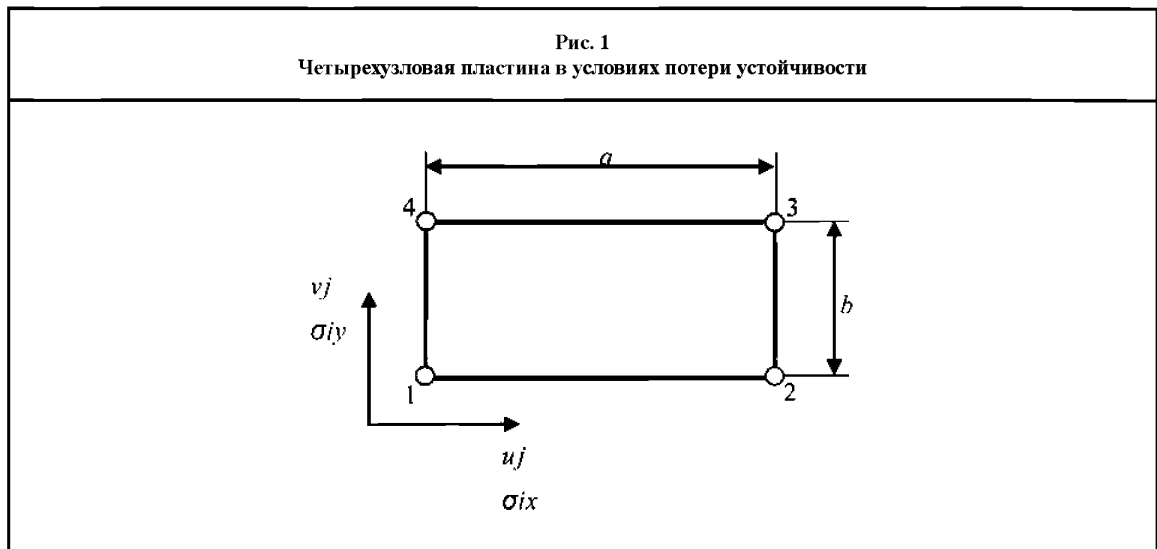 Рис. 1
Четырехузловая пластина в условиях потери устойчивости
a
4
3
vj
σiy
b
1
2
uj
σix